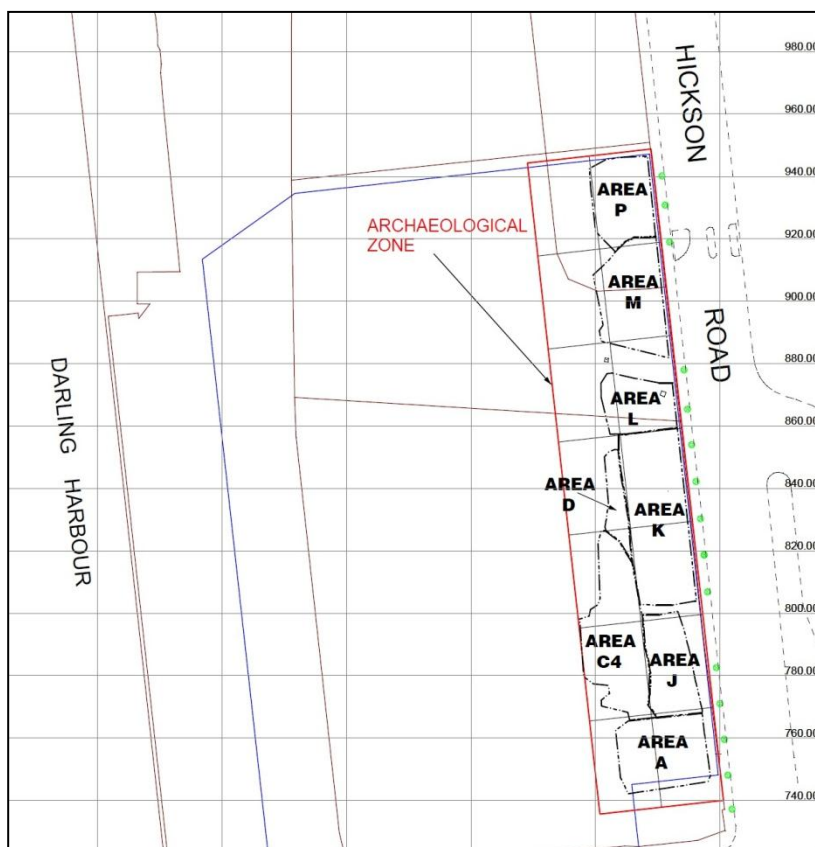 HICKSON
ROAD
980.00
960.00
940.00
920.00
900.00
880.00
860.00
840.00
820.00
800.00
780.00
760.00
740.00
ARCHAEOLOGICAL
ZONE
DARLING HARBOUR
AREA
P
AREA
M
AREA
L
AREA
D
AREA
K
AREA
C4
AREA
J
AREA
A